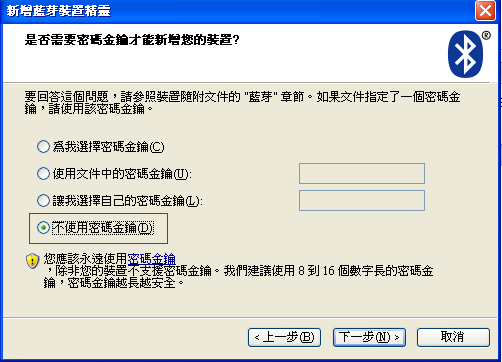 新增藍芽裝置精靈
是否需要密碼金鑰才能新增您的裝置?
要回答這個問題，請參照裝置隨附文件的 "藍芽" 章節。如果文件指定了一個密碼金
鑰，請使用該密碼金鑰。
為我選擇密碼金鑰(C)
使用文件中的密碼金鑰(U):
讓我選擇自己的密碼金鑰(L):
不使用密碼金鑰(D)
您應該永遠使用密碼金鑰
，除非您的裝置不支援密碼金鑰。我們建議使用 8 到 16 個數字長的密碼金
鑰，密碼金鑰越長越安全。
< 上一步(B) 下一步(N) > 取消